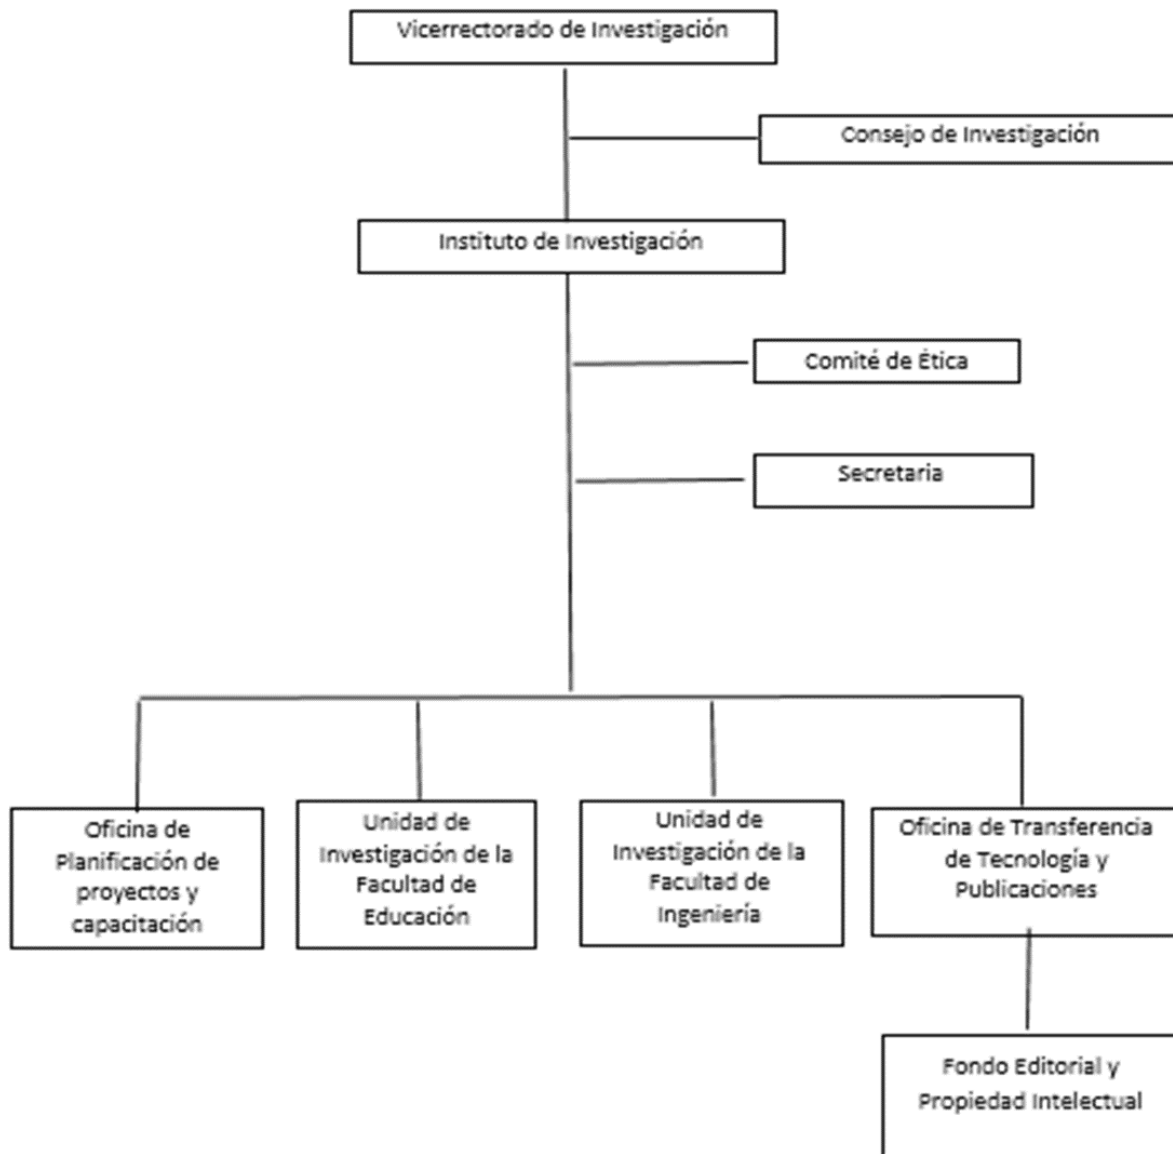 Vicerrectorado de Investigación
Consejo de Investigación
Instituto de Investigación
Comité de Ética
Secretaria
Oficina de
Planificación de
proyectos y
capacitación
Unidad de
Investigación de la
Facultad de
Educación
Unidad de
Investigación de la
Facultad de
Ingeniería
Oficina de Transferencia
de Tecnología y
Publicaciones
Fondo Editorial y
Propiedad Intelectual